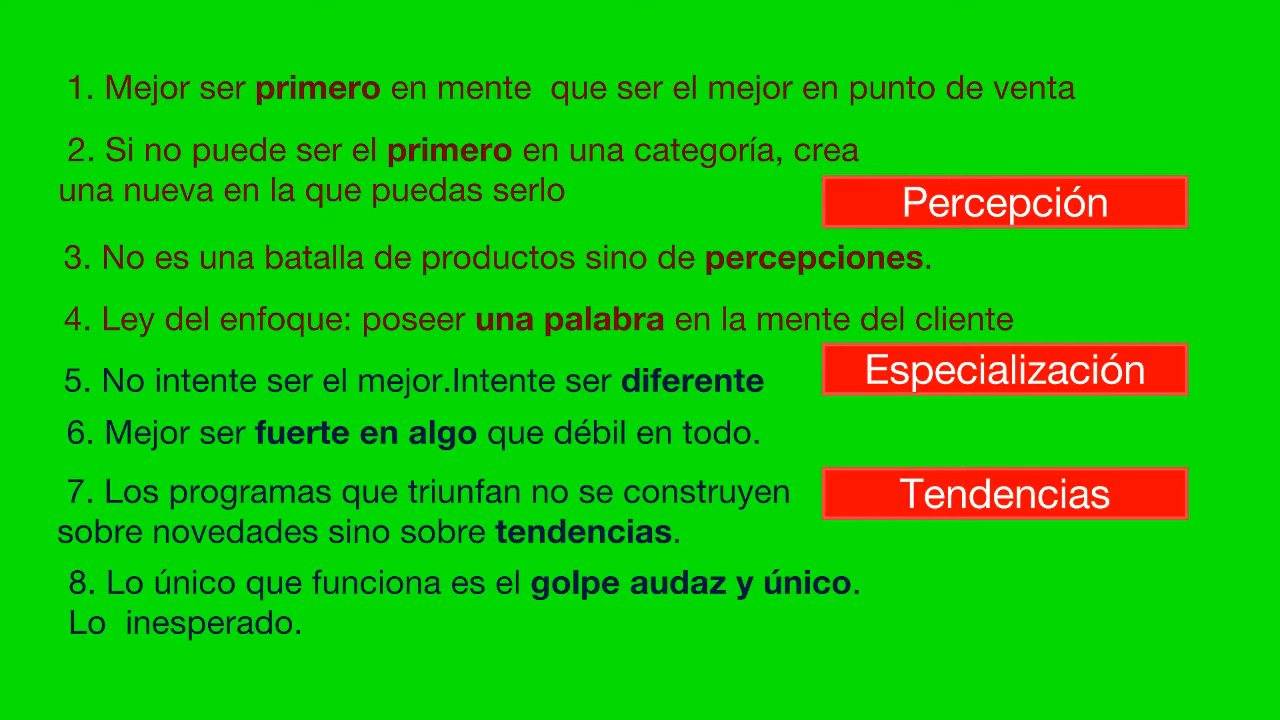 1. Mejor ser primero en mente  que ser el mejor en punto de venta
2. Si no puede ser el primero en una categoría, crea
una nueva en la que puedas serlo
Percepción
3. No es una batalla de productos sino de percepciones.
4. Ley del enfoque: poseer una palabra en la mente del cliente
Especialización
5. No intente ser el mejor.Intente ser diferente
6. Mejor ser fuerte en algo que débil en todo.
7. Los programas que triunfan no se construyen
Tendencias
sobre novedades sino sobre tendencias.
8. Lo único que funciona es el golpe audaz y único.
Lo  inesperado.